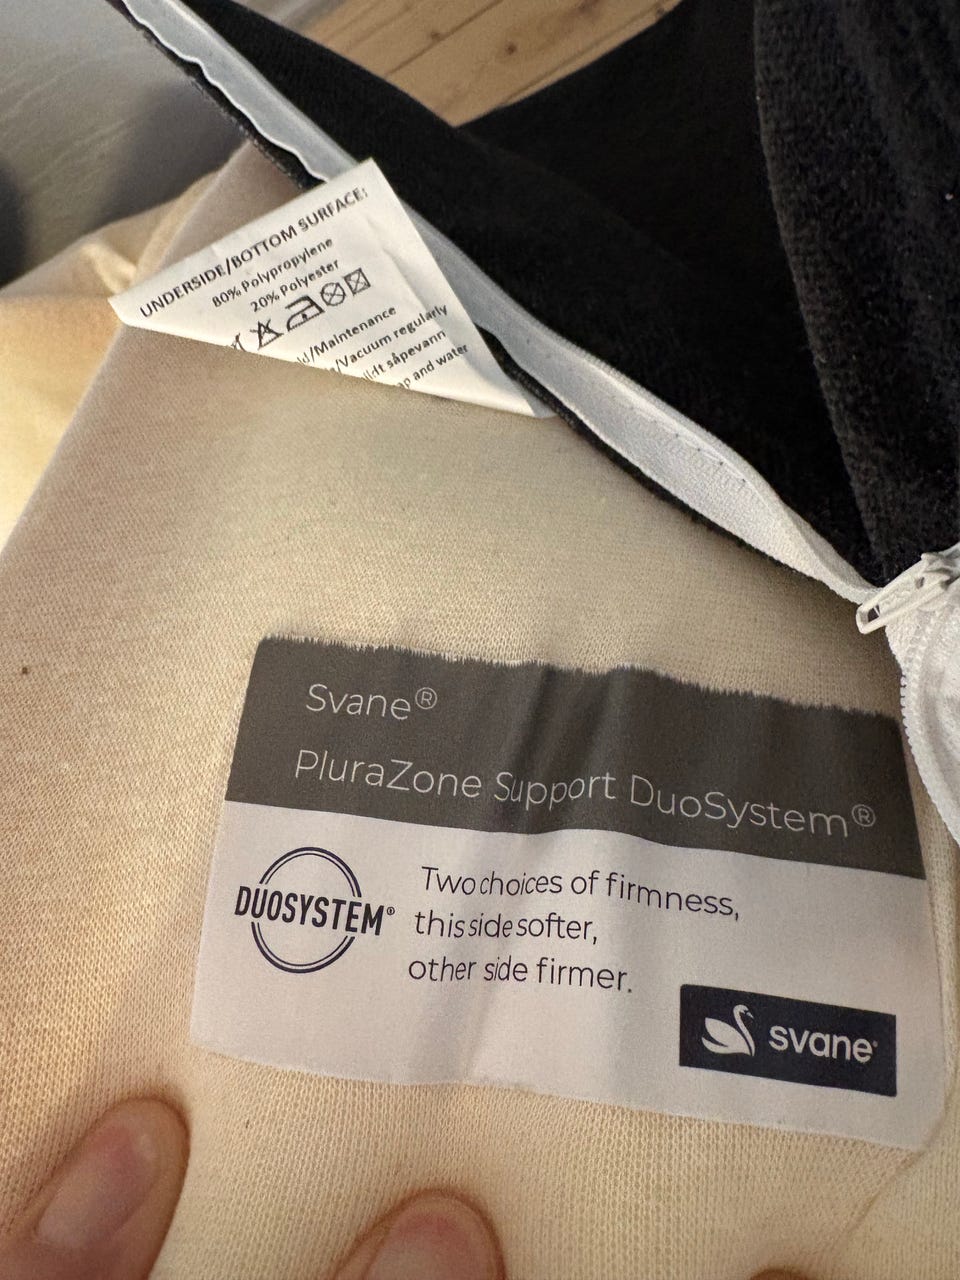 UNDERSIDE/BOTTOM SURFACE:
80% Polypropylene
20% Polyester
/Maintenance
/Vacuum regularly
såpevann
and water
Svane®
PluraZone Support DuoSystem®
DUOSYSTEM®
Two choices of firmness,
this side softer,
other side firmer.
svane®